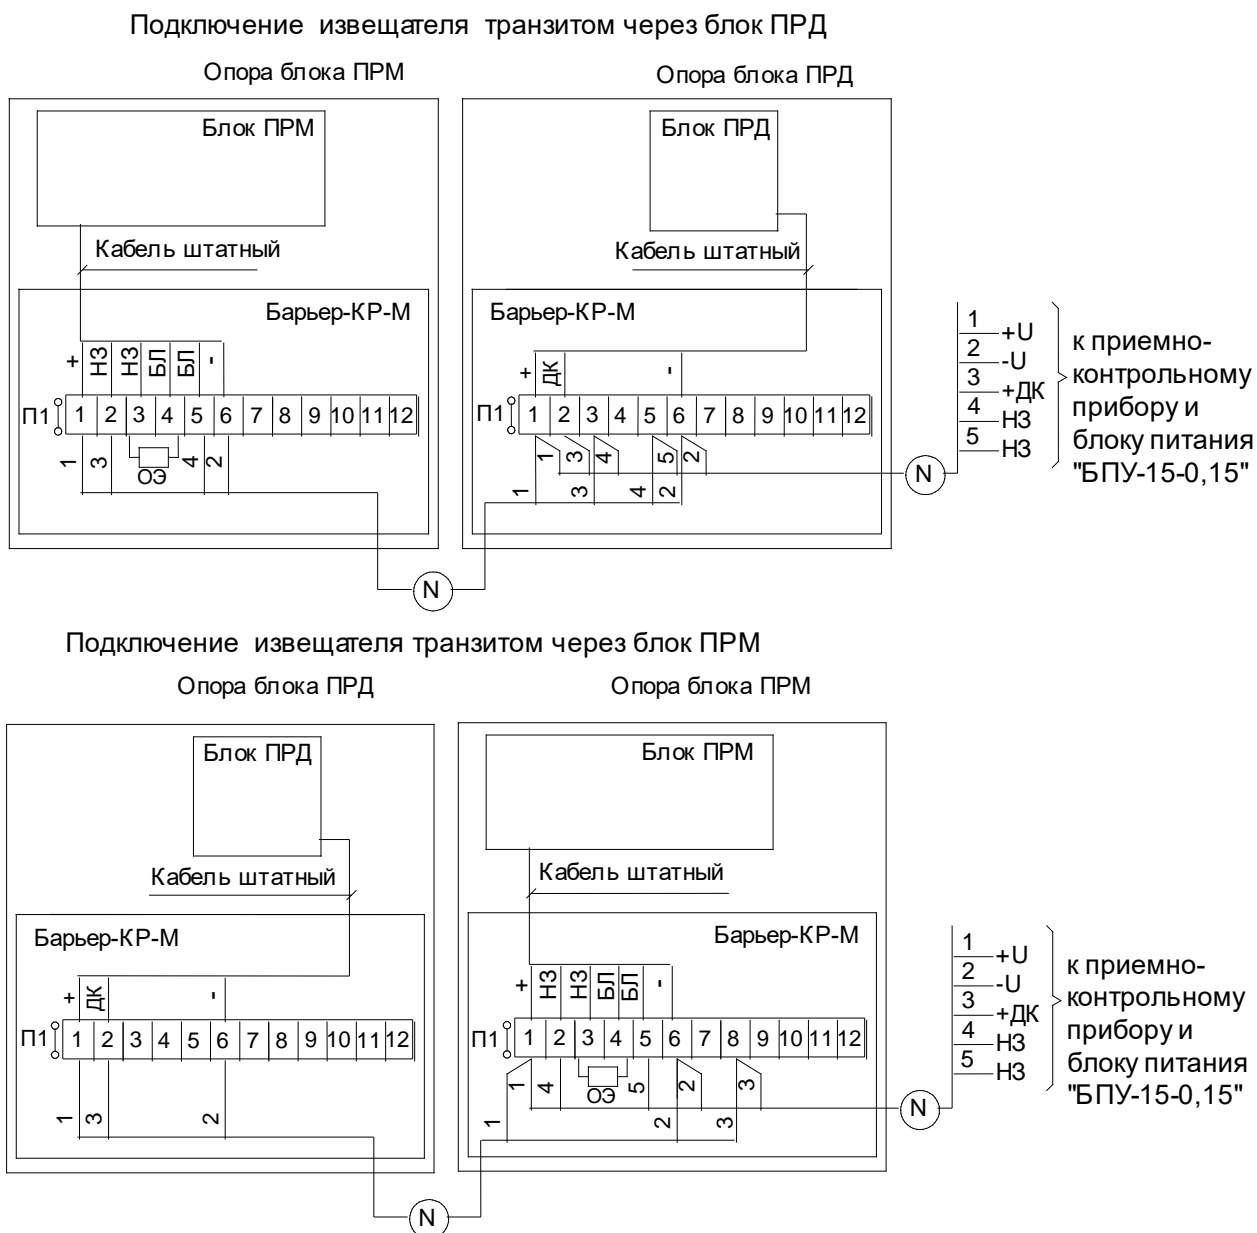 Подключение извещателя транзитом через блок ПРД
Опора блока ПРМ
Опора блока ПРД
Блок ПРМ
Блок ПРД
Кабель штатный
Кабель штатный
Барьер-КР-М
Барьер-КР-М
+ НЗ НЗ БЛ БЛ -
+ ДК -
П1 1 2 3 4 5 6 7 8 9 10 11 12
П1 1 2 3 4 5 6 7 8 9 10 11 12
1 3 ОЭ 4 2
1 3 4 5 2
1 3 4 2
N
N
1 +U
2 -U
3 +ДК
4 НЗ
5 НЗ
к приемно-
контрольному
прибору и
блоку питания
"БПУ-15-0,15"
Подключение извещателя транзитом через блок ПРМ
Опора блока ПРД
Опора блока ПРМ
Блок ПРД
Блок ПРМ
Кабель штатный
Кабель штатный
Барьер-КР-М
Барьер-КР-М
+ ДК -
+ НЗ НЗ БЛ БЛ -
П1 1 2 3 4 5 6 7 8 9 10 11 12
П1 1 2 3 4 5 6 7 8 9 10 11 12
1 3 2
1 4 ОЭ 5 2 3
1 2 3
N
N
1 +U
2 -U
3 +ДК
4 НЗ
5 НЗ
к приемно-
контрольному
прибору и
блоку питания
"БПУ-15-0,15"